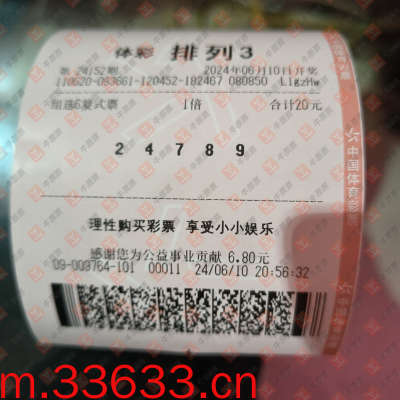 体彩 排列3
第 24152期 2024年06月10日开奖
110620-093661-120452-182467 080850 LlgzHw
组选6复式票 1倍 合计20元
2 4 7 8 9
理性购买彩票 享受小小娱乐
感谢您为公益事业贡献 6.80元
09-003764-101 00011 24/06/10 20:56:32
中国体育彩票
m.33633.cn